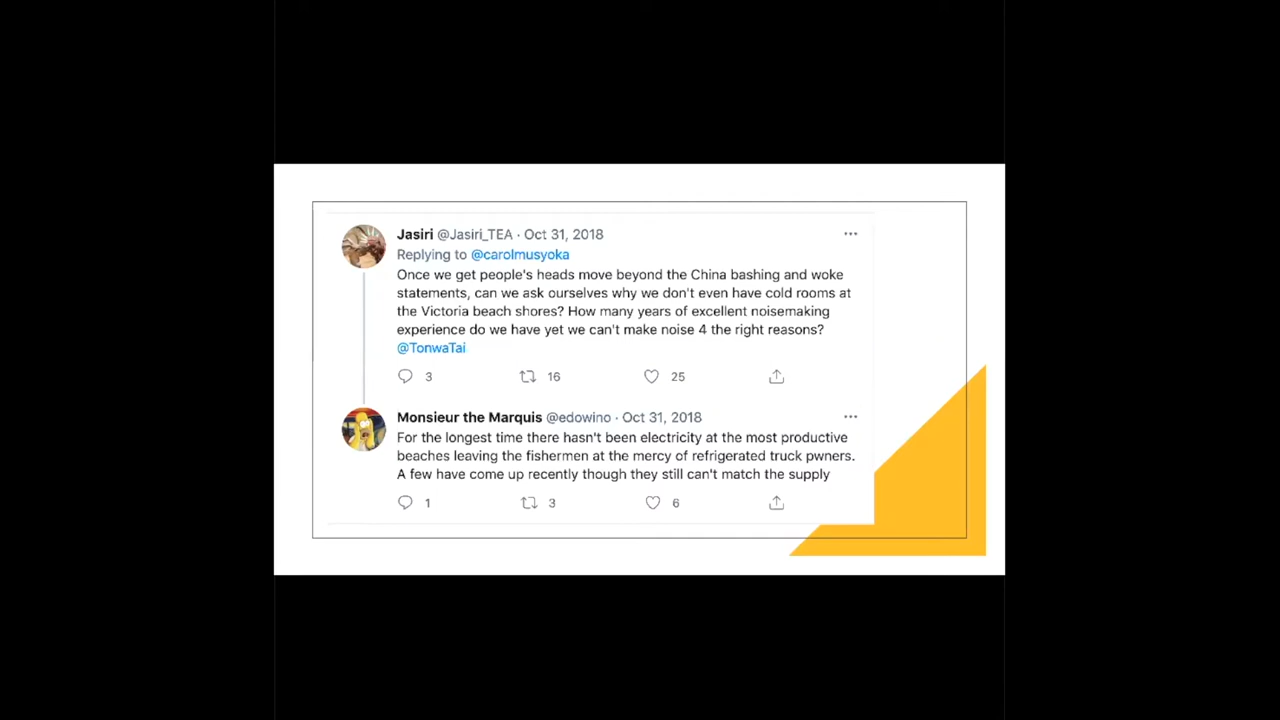 Jasiri @Jasiri_TEA · Oct 31, 2018
Replying to @carolmusyoka
Once we get people's heads move beyond the China bashing and woke
statements, can we ask ourselves why we don't even have cold rooms at
the Victoria beach shores? How many years of excellent noisemaking
experience do we have yet we can't make noise 4 the right reasons?
@TonwaTai
3 16 25
Monsieur the Marquis @edowino · Oct 31, 2018
For the longest time there hasn't been electricity at the most productive
beaches leaving the fishermen at the mercy of refrigerated truck pwners.
A few have come up recently though they still can't match the supply
1 3 6